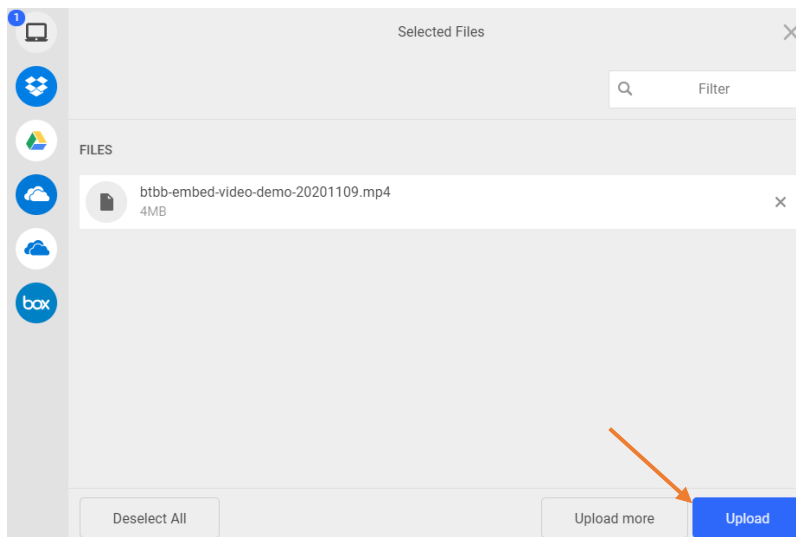 1
Selected Files
Filter
FILES
btbb-embed-video-demo-20201109.mp4
4MB
box
Deselect All
Upload more
Upload